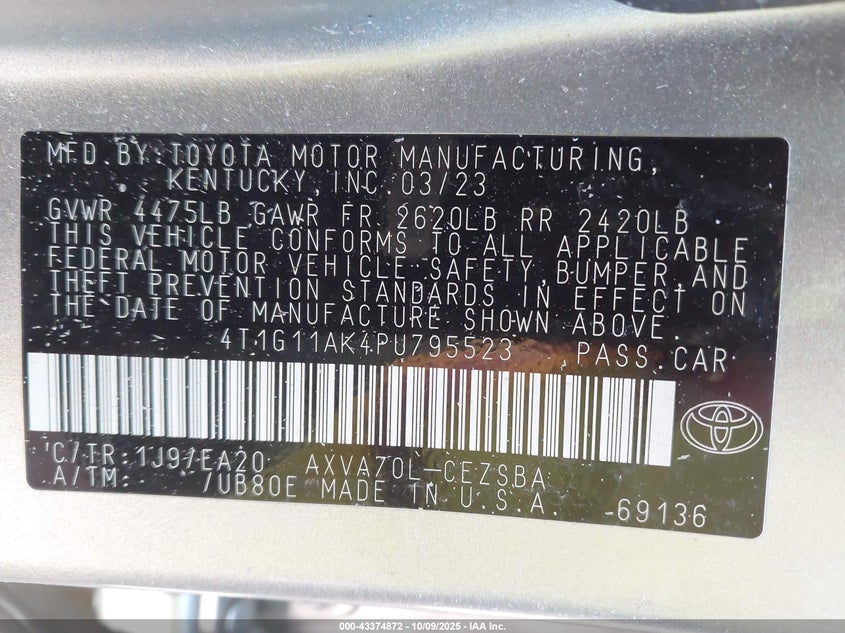 MFD.BY:TOYOTA MOTOR MANUFACTURING,
KENTUCKY,INC.03/23
GVWR 4475LB GAWR FR 2620LB RR 2420LB
THIS VEHICLE CONFORMS TO ALL APPLICABLE
FEDERAL MOTOR VEHICLE SAFETY,BUMPER,AND
THEFT PREVENTION STANDARDS IN EFFECT ON
THE DATE OF MANUFACTURE SHOWN ABOVE.
4T1G11AK4PU795523 PASS.CAR
C/TR:1J9/EA20 AXVA70L-CEZSBA
A/TM: /UB80E MADE IN U.S.A.
69136
000-43374872 - 10/09/2025 - IAA Inc.